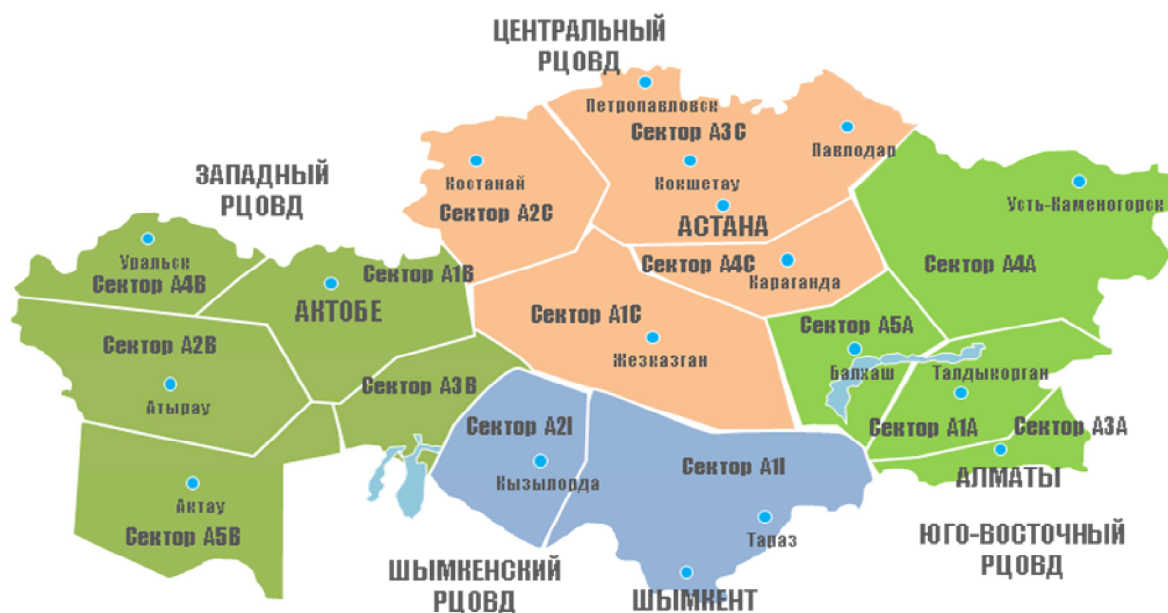 ЦЕНТРАЛЬНЫЙ
РЦОВД
Петропавловск
Сектор А3С
Павлодар
Кокшетау
Костанай
Сектор А2С
АСТАНА
ЗАПАДНЫЙ
РЦОВД
Усть-Каменогорск
Уральск
Сектор А4В
Сектор А1В
АКТОБЕ
Сектор А4С
Караганда
Сектор А4А
Сектор А1С
Жезказган
Сектор А5А
Балхаш
Талдыкорган
Сектор А2В
Атырау
Сектор А3В
Сектор А2I
Кызылорда
Сектор А1I
Тараз
Сектор А1А
Сектор А3А
АЛМАТЫ
Актау
Сектор А5В
ШЫМКЕНСКИЙ
РЦОВД
ШЫМКЕНТ
ЮГО-ВОСТОЧНЫЙ
РЦОВД